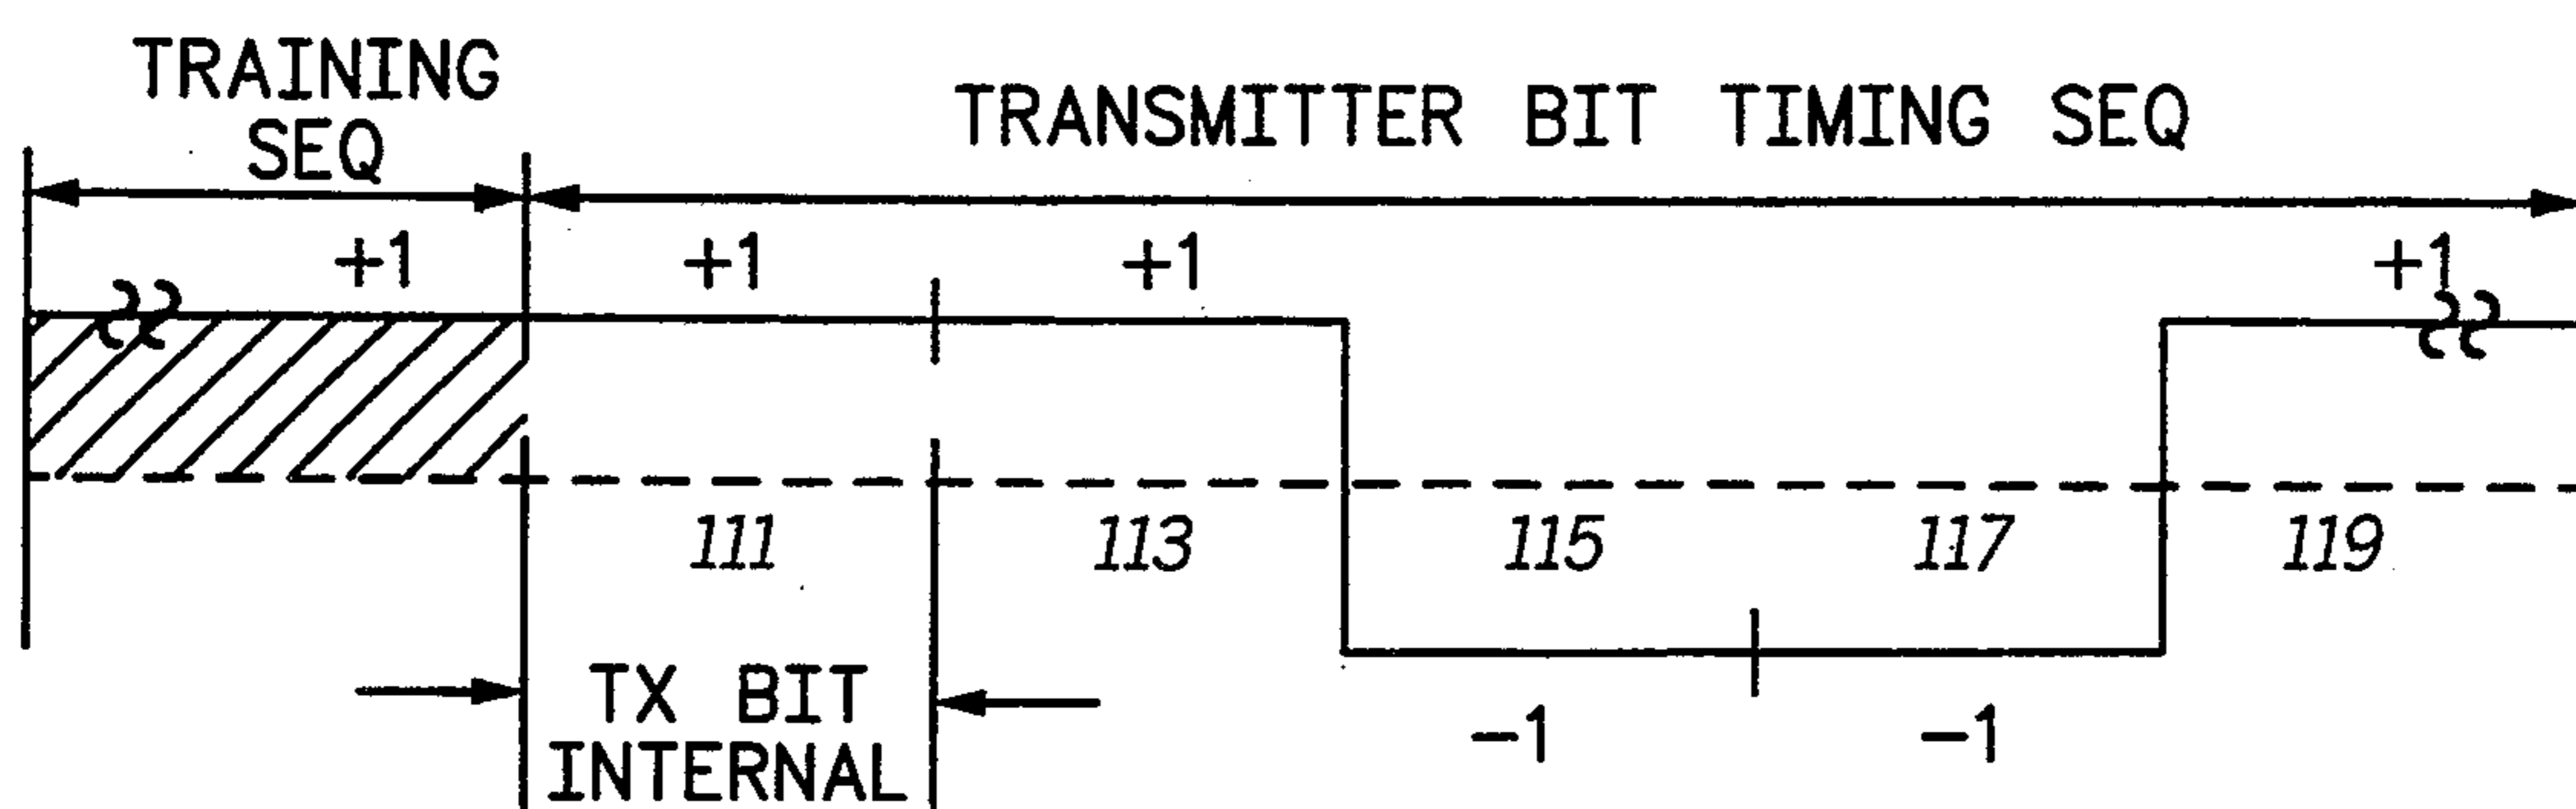 TRAINING
SEQ
TRANSMITTER BIT TIMING SEQ
+1
+1
+1
+1
111
113
115
117
119
TX BIT
INTERNAL
-1
-1